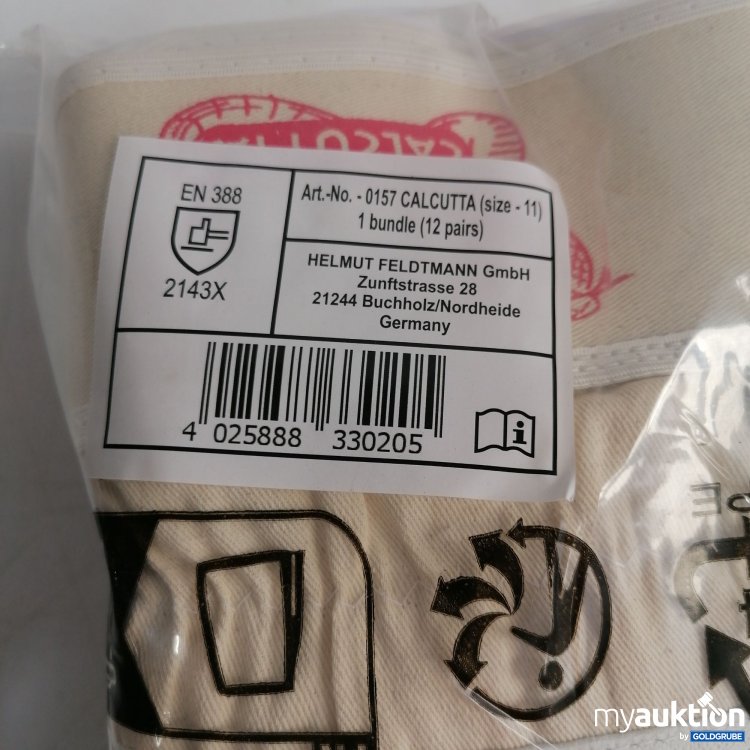 CALCUTTA
EN 388
2143X
Art.-No. - 0157 CALCUTTA (size - 11)
1 bundle (12 pairs)
HELMUT FELDTMANN GmbH
Zunftstrasse 28
21244 Buchholz/Nordheide
Germany
4 025888 330205
i
myauktion
by GOLDGRUBE